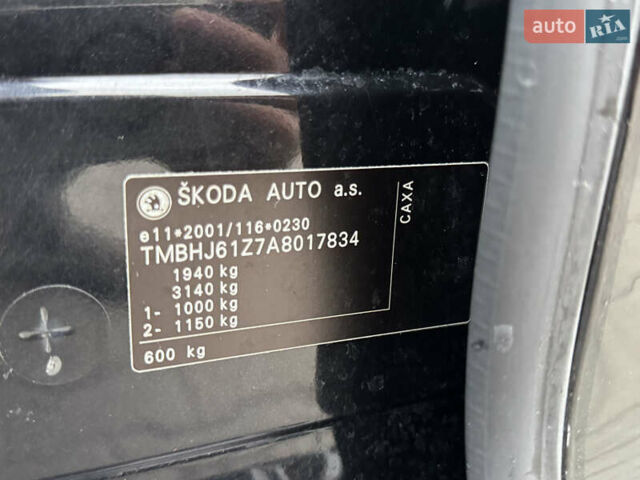 auto RIA
.com
ŠKODA AUTO a.s.
CAXA
e11*2001/116*0230
TMBHJ61Z7A8017834
1940 kg
3140 kg
1- 1000 kg
2- 1150 kg
600 kg